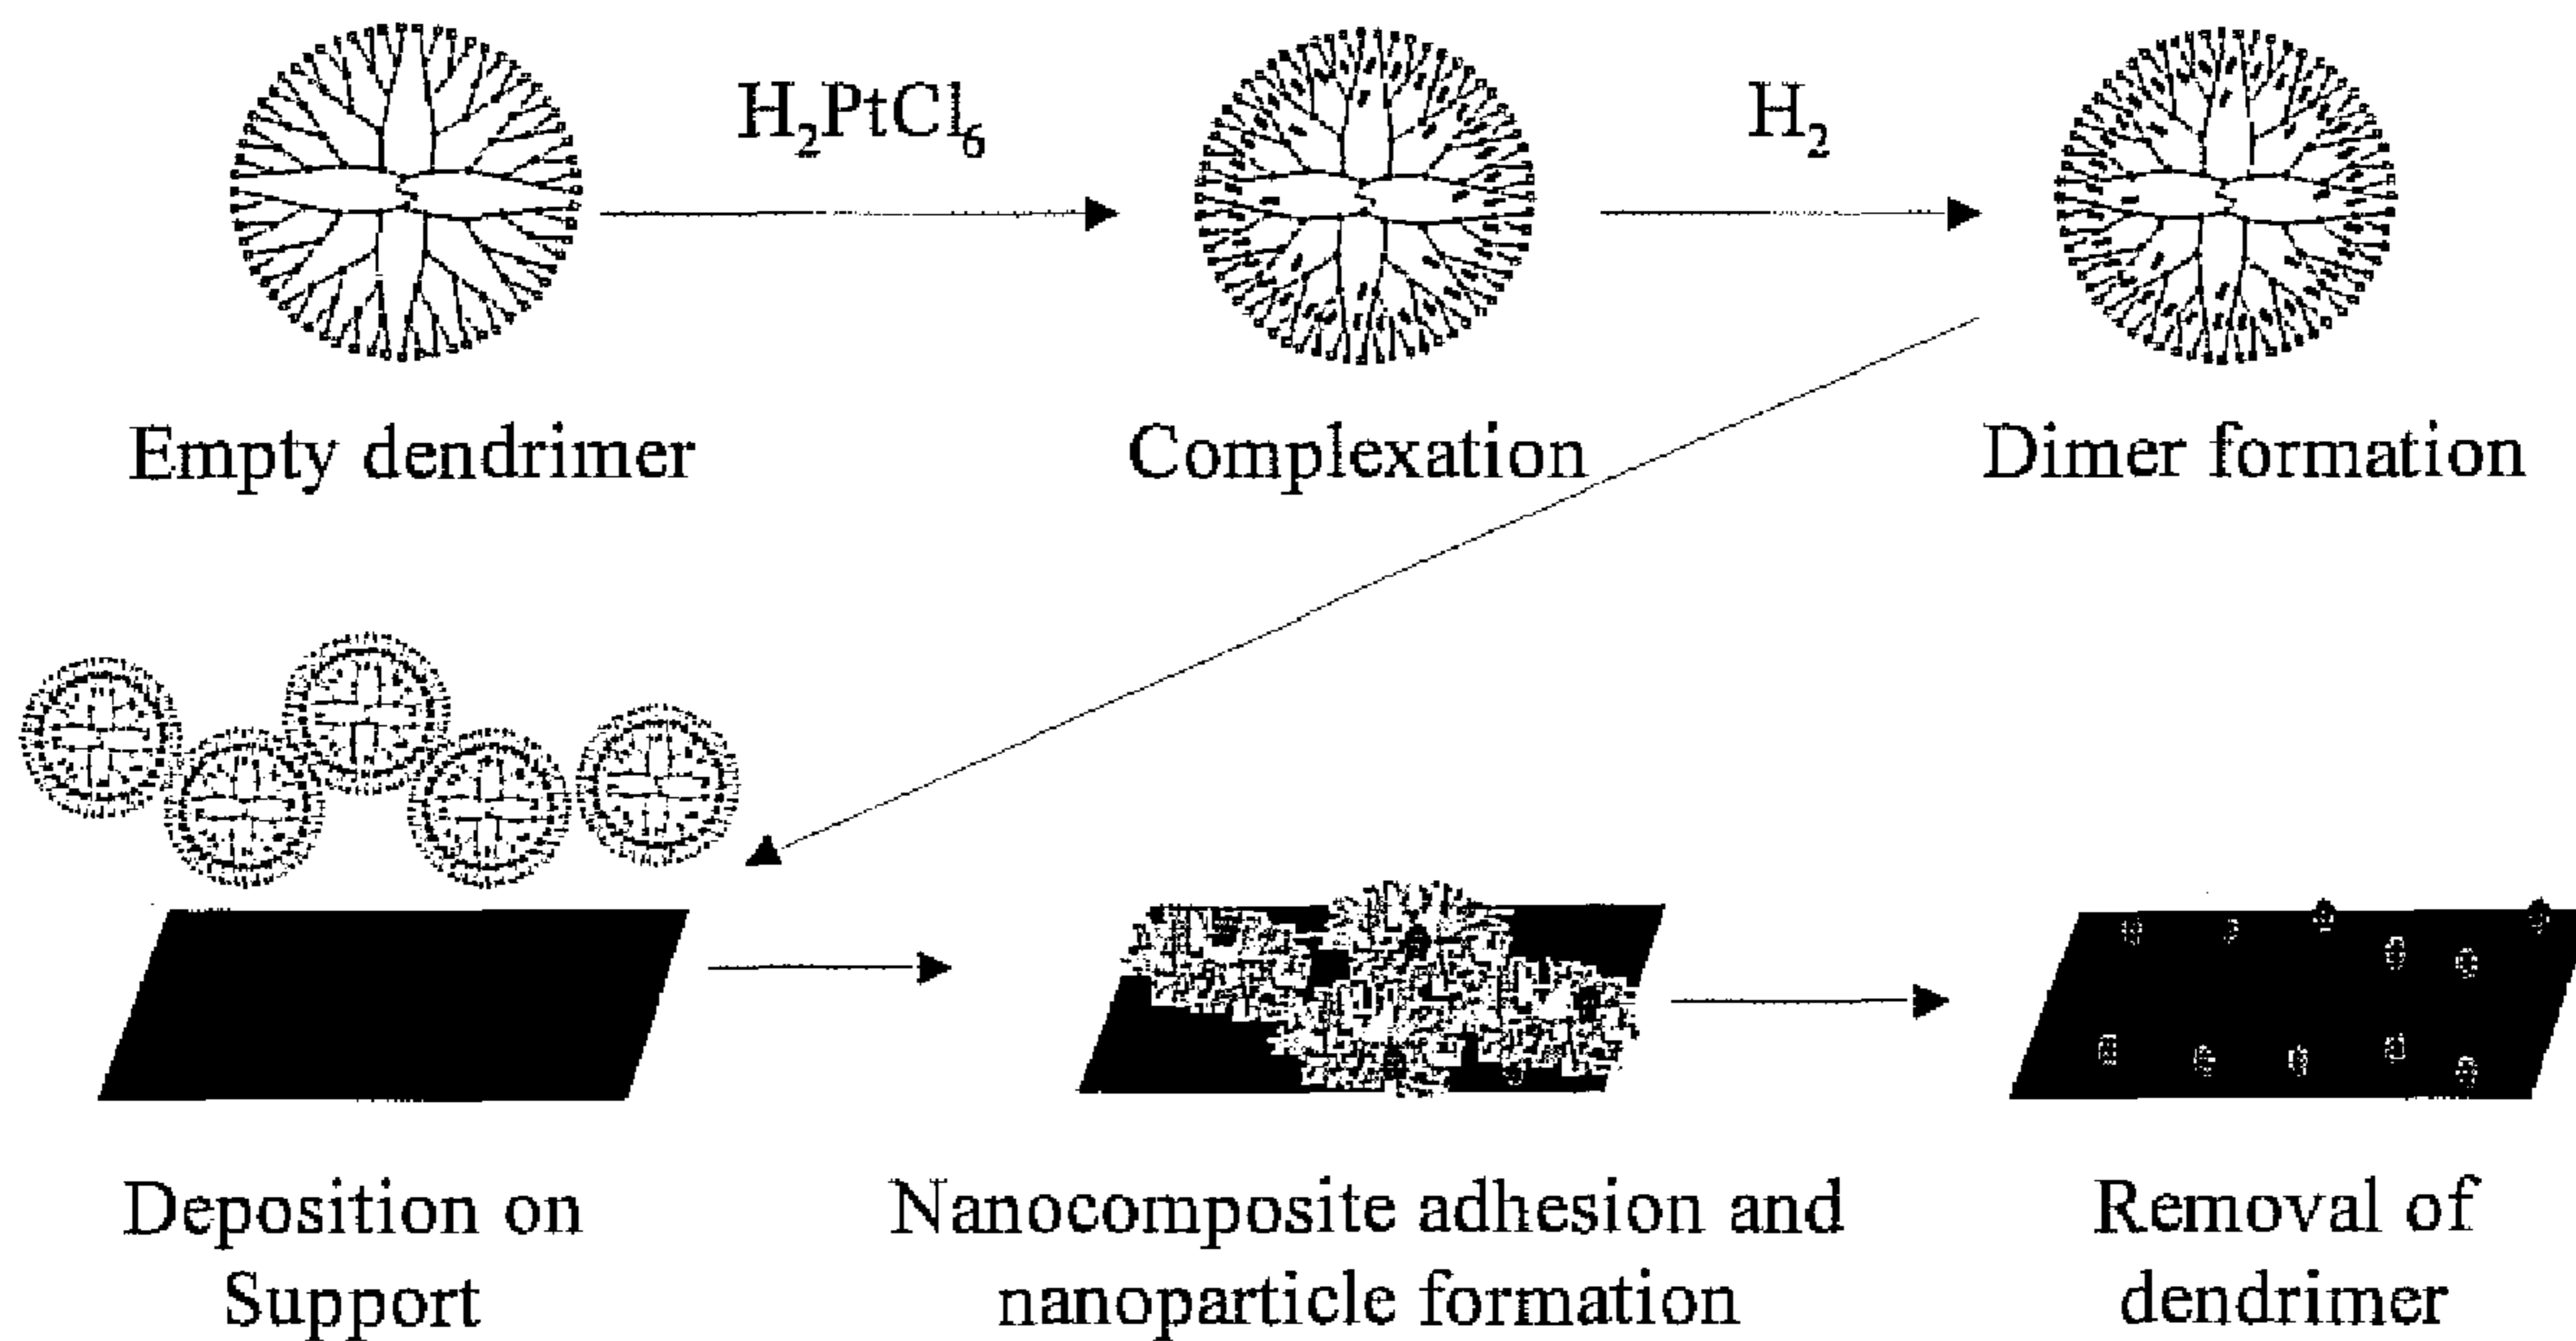 H₂PtCl₆
H₂
Empty dendrimer
Complexation
Dimer formation
Deposition on
Support
Nanocomposite adhesion and
nanoparticle formation
Removal of
dendrimer